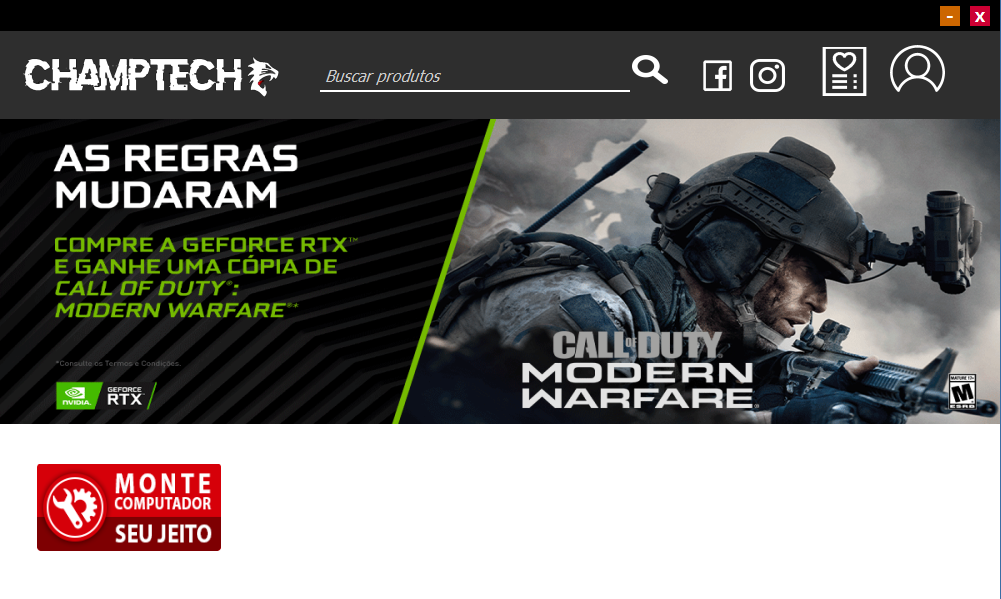 - X
CHAMPTECH
Buscar produtos
AS REGRAS
MUDARAM
COMPRE A GEFORCE RTX™
E GANHE UMA CÓPIA DE
CALL OF DUTY®:
MODERN WARFARE®*
*Consulte os Termos e Condições.
NVIDIA.
GEFORCE
RTX
CALL OF DUTY
MODERN
WARFARE
MATURE 17+
M
ESRB
MONTE
COMPUTADOR
SEU JEITO